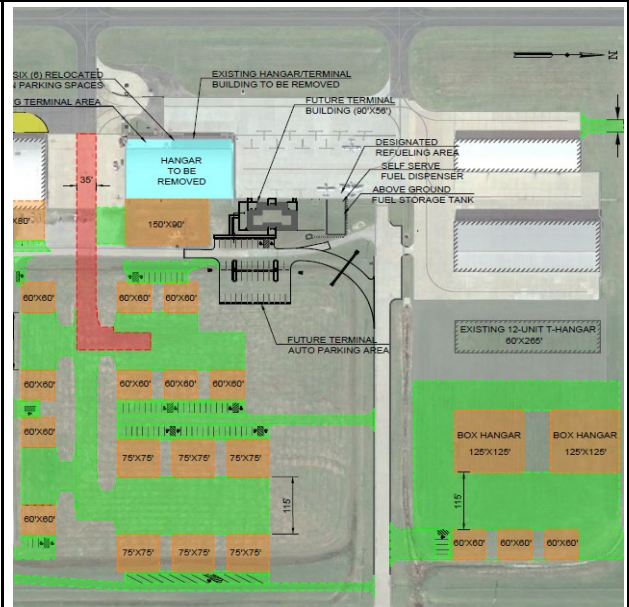 SIX (6) RELOCATED
PARKING SPACES
TERMINAL AREA
EXISTING HANGAR/TERMINAL
BUILDING TO BE REMOVED
N
FUTURE TERMINAL
BUILDING (90'X56')
DESIGNATED
REFUELING AREA
SELF SERVE
FUEL DISPENSER
ABOVE GROUND
FUEL STORAGE TANK
HANGAR
TO BE
REMOVED
35'
150'X90'
60'X60'
60'X60'
60'X60'
FUTURE TERMINAL
AUTO PARKING AREA
EXISTING 12-UNIT T-HANGAR
60'X265'
60'X60'
60'X60'
60'X60'
60'X60'
60'X60'
BOX HANGAR
125'X125'
BOX HANGAR
125'X125'
75'X75'
75'X75'
75'X75'
115'
115'
60'X60'
60'X60'
60'X60'
60'X60'
75'X75'
75'X75'
75'X75'